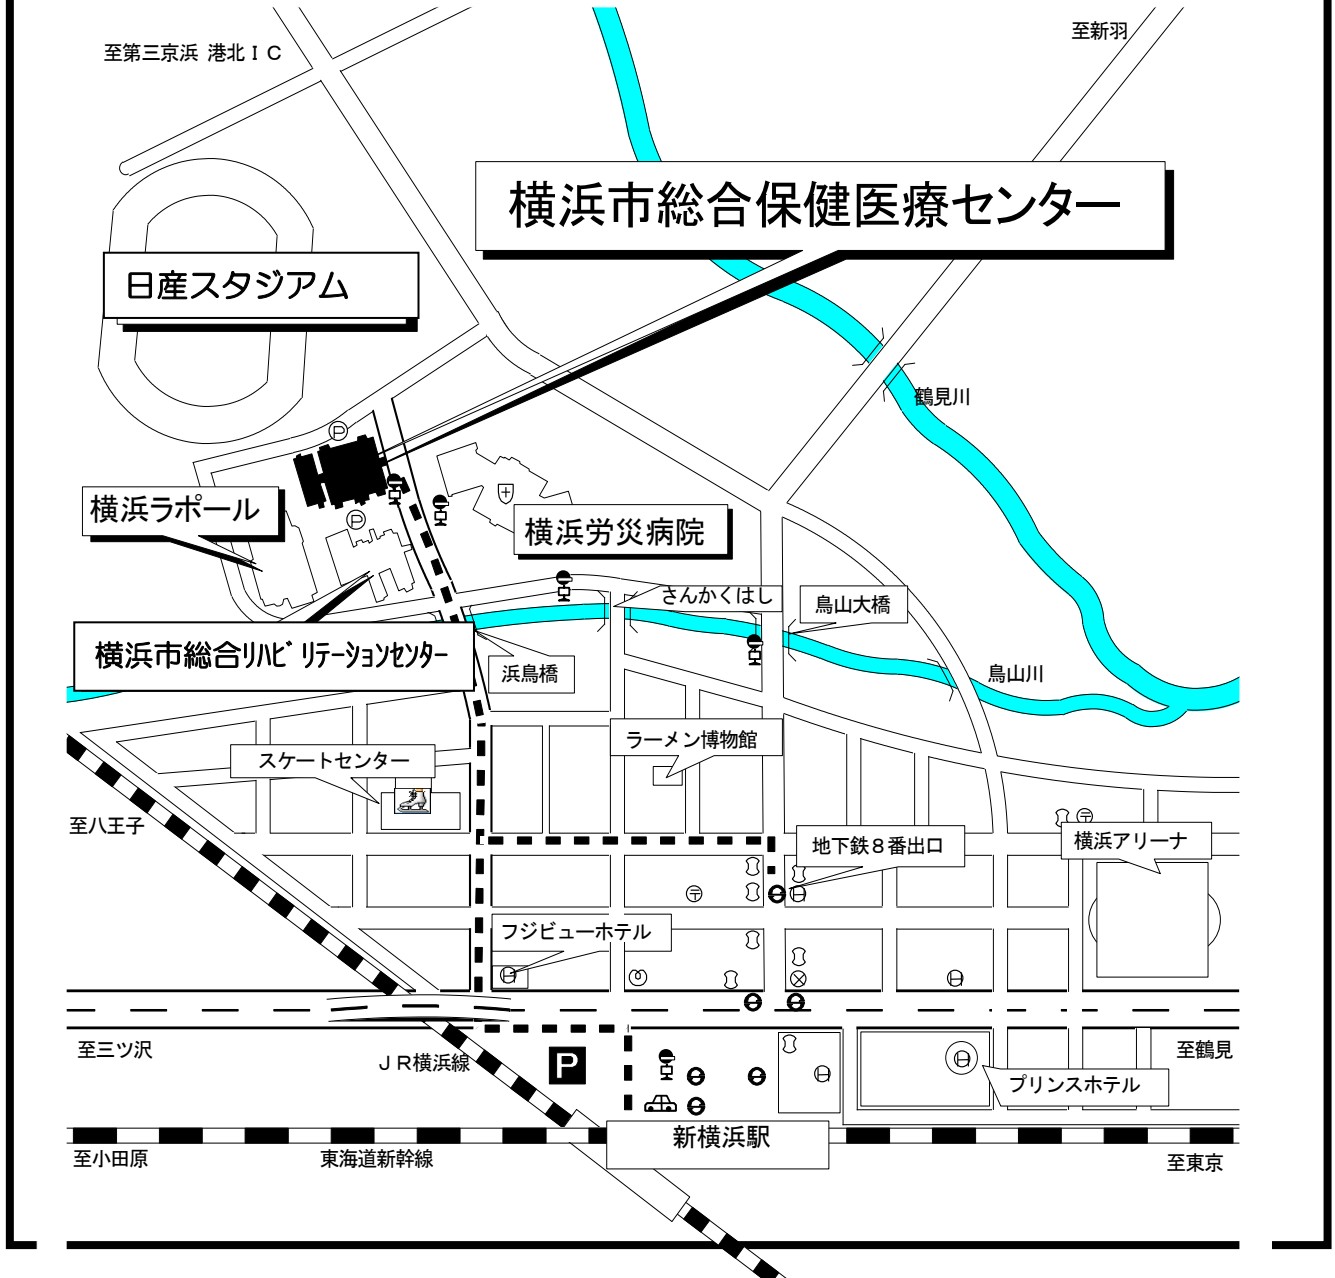 至新羽
至第三京浜 港北ＩＣ
横浜市総合保健医療センター
日産スタジアム
鶴見川
横浜ラポール
横浜労災病院
さんかくはし
鳥山大橋
横浜市総合リハビリテーションセンター
浜鳥橋
鳥山川
ラーメン博物館
スケートセンター
至八王子
地下鉄８番出口
横浜アリーナ
フジビューホテル
至三ツ沢
ＪＲ横浜線
P
至鶴見
プリンスホテル
新横浜駅
至小田原
東海道新幹線
至東京